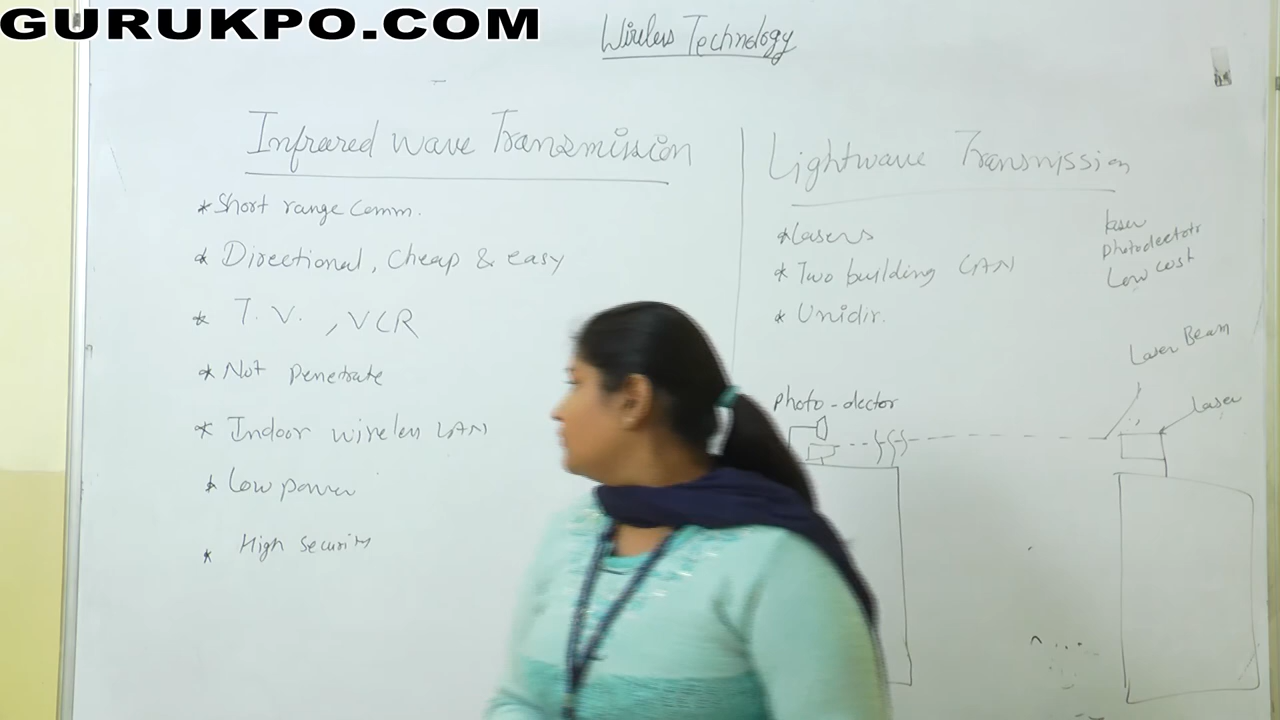 GURUKPO.COM
Wireless Technology
Infrared wave Transmission
*Short range Comm.
* Directional, Cheap & easy
* T.V. , VCR
* Not penetrate
* Indoor wireless LAN
* Low power
* High Security
Lightwave Transmission
*Lasers
* Two building LAN
* Unidir.
laser
Photodectotr
Low cost
Laser Beam
laser
photo-dector